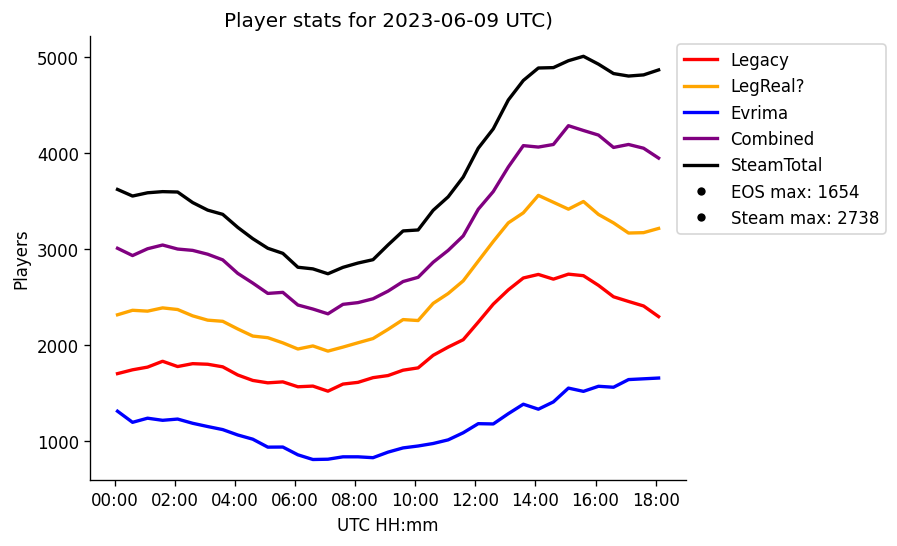 Player stats for 2023-06-09 UTC)
5000
4000
3000
2000
1000
Players
00:00 02:00 04:00 06:00 08:00 10:00 12:00 14:00 16:00 18:00
UTC HH:mm
Legacy
LegReal?
Evrima
Combined
SteamTotal
EOS max: 1654
Steam max: 2738